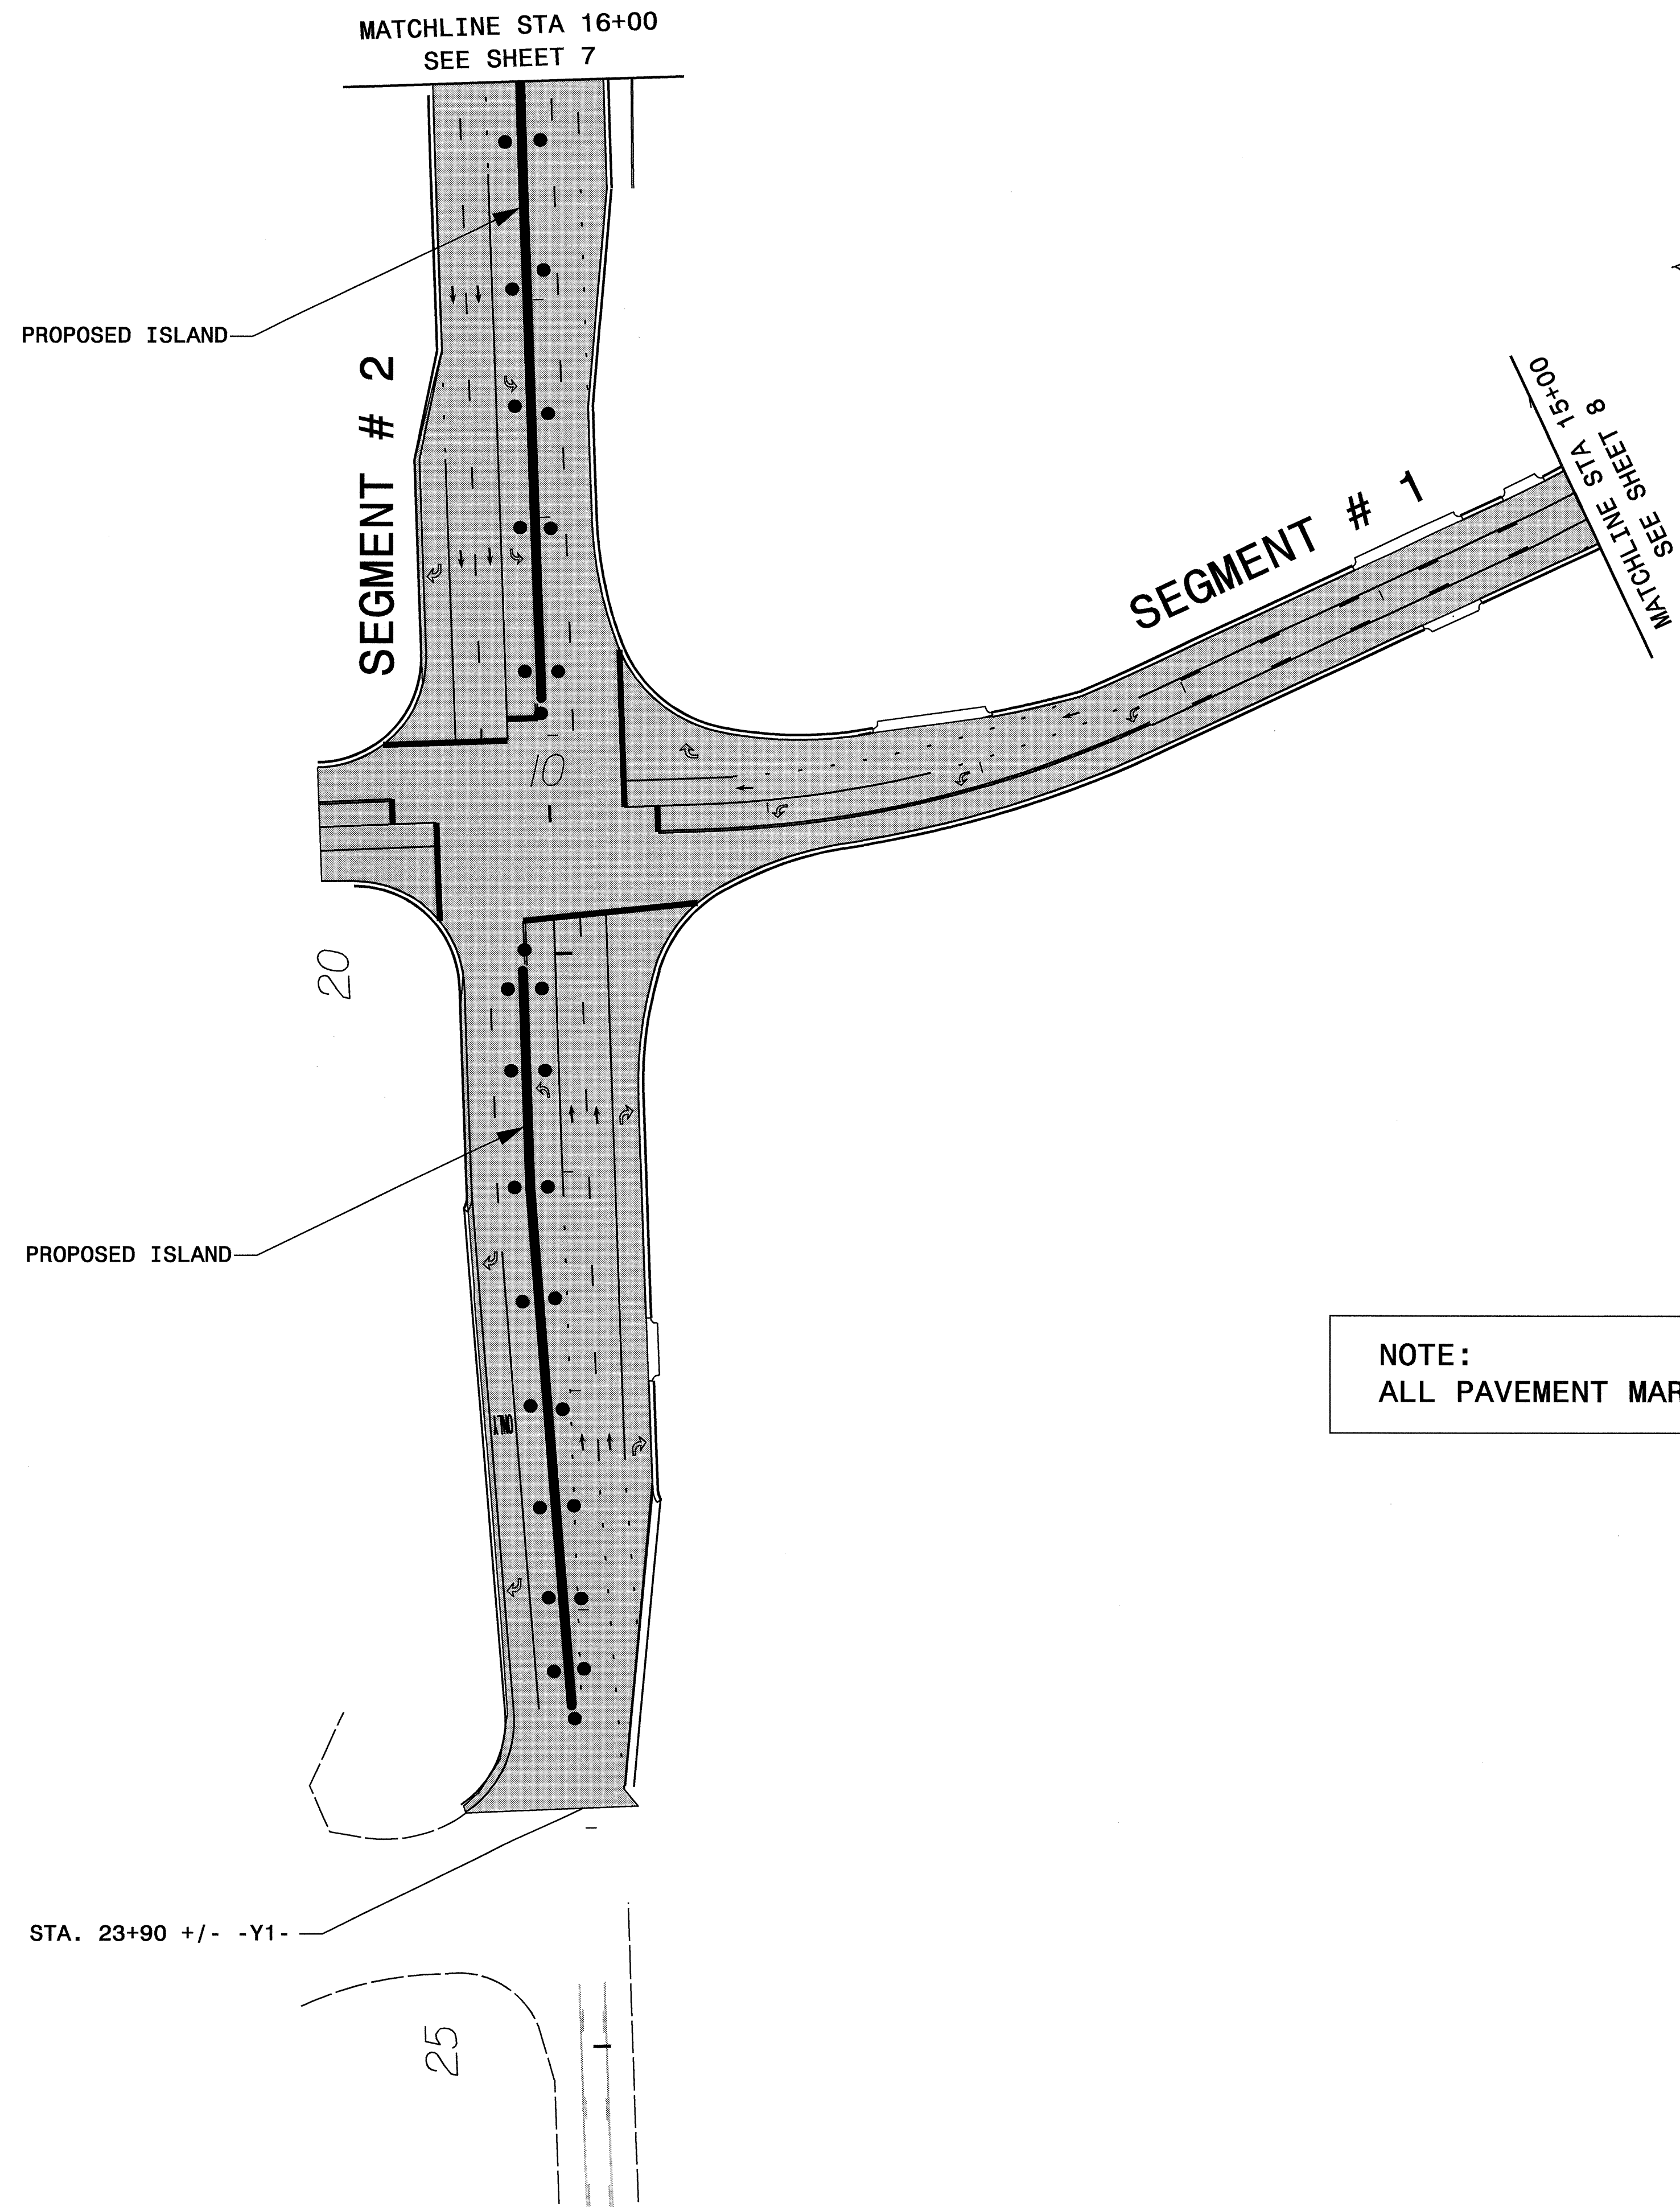 MATCHLINE STA 16+00
SEE SHEET 7
PROPOSED ISLAND
SEGMENT # 2
SEGMENT # 1
MATCHLINE STA 15+00
SEE SHEET 8
10
20
PROPOSED ISLAND
ONLY
NOTE:
ALL PAVEMENT MAR
STA. 23+90 +/- -Y1-
25